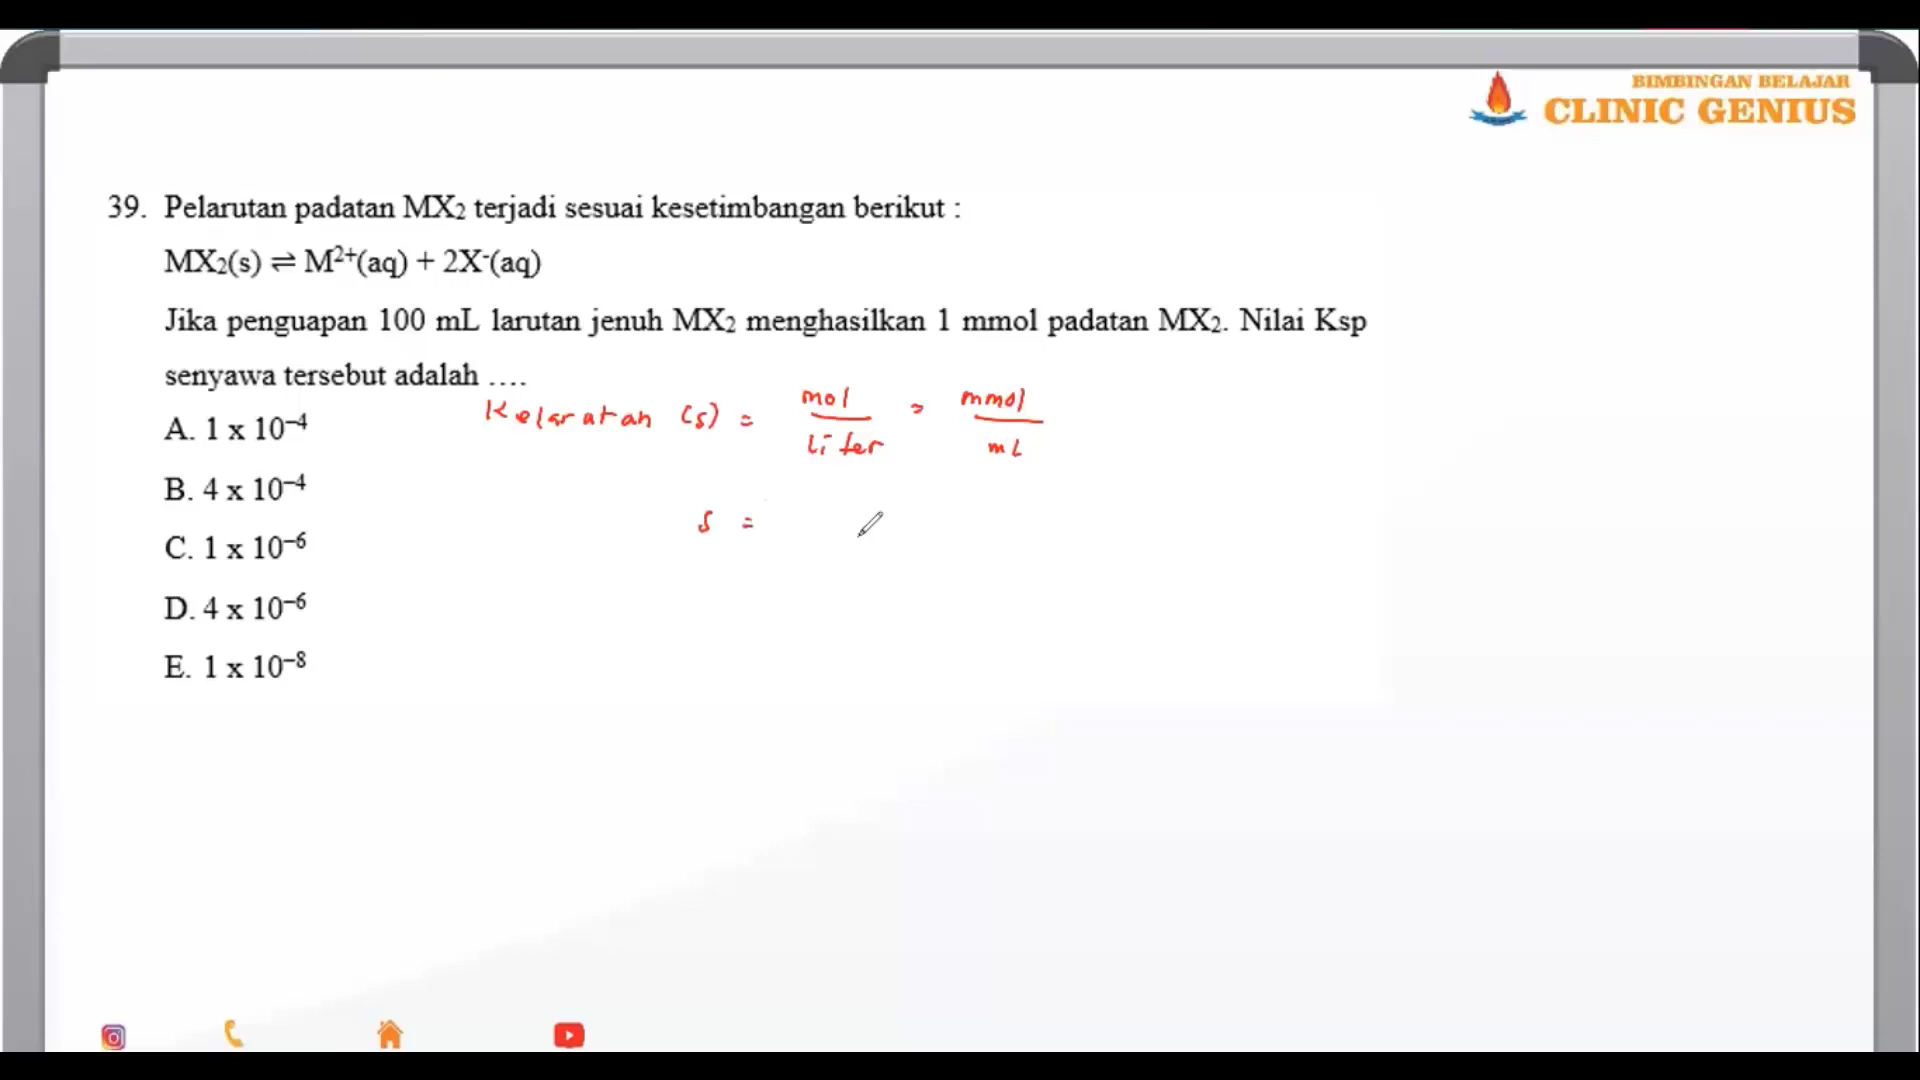 BIMBINGAN BELAJAR
CLINIC GENIUS
39. Pelarutan padatan MX₂ terjadi sesuai kesetimbangan berikut :
MX₂(s) ⇌ M²⁺(aq) + 2X⁻(aq)
Jika penguapan 100 mL larutan jenuh MX₂ menghasilkan 1 mmol padatan MX₂. Nilai Ksp
senyawa tersebut adalah ….
A. 1 x 10⁻⁴
Kelarutan (s) = mol / liter = mmol / mL
B. 4 x 10⁻⁴
s =
C. 1 x 10⁻⁶
D. 4 x 10⁻⁶
E. 1 x 10⁻⁸